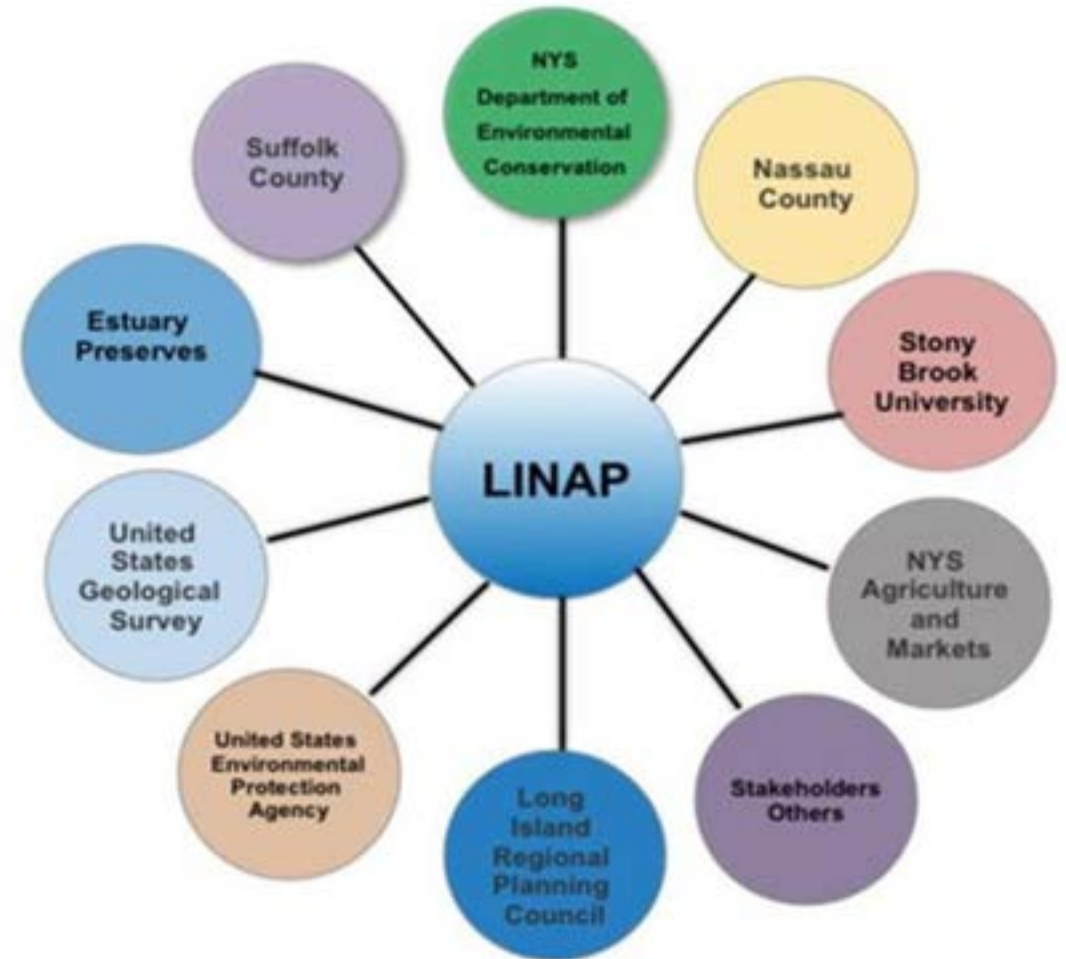 NYS
Department of
Environmental
Conservation
Nassau
County
Stony
Brook
University
NYS
Agriculture
and
Markets
Stakeholders
Others
Long
Island
Regional
Planning
Council
United States
Environmental
Protection
Agency
United
States
Geological
Survey
Estuary
Preserves
Suffolk
County
LINAP